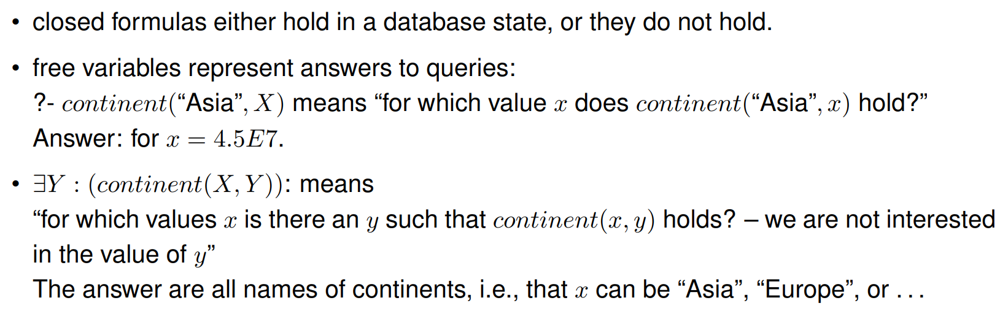 • closed formulas either hold in a database state, or they do not hold.
• free variables represent answers to queries:
?- continent(“Asia”, X) means “for which value x does continent(“Asia”, x) hold?”
Answer: for x = 4.5E7.
• ∃Y : (continent(X, Y)): means
“for which values x is there an y such that continent(x, y) holds? – we are not interested
in the value of y”
The answer are all names of continents, i.e., that x can be “Asia”, “Europe”, or . . .